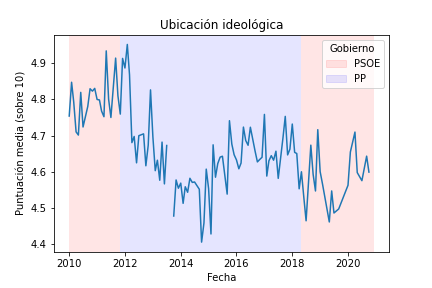 Ubicación ideológica
Puntuación media (sobre 10)
4.9
4.8
4.7
4.6
4.5
4.4
Gobierno
PSOE
PP
2010 2012 2014 2016 2018 2020
Fecha